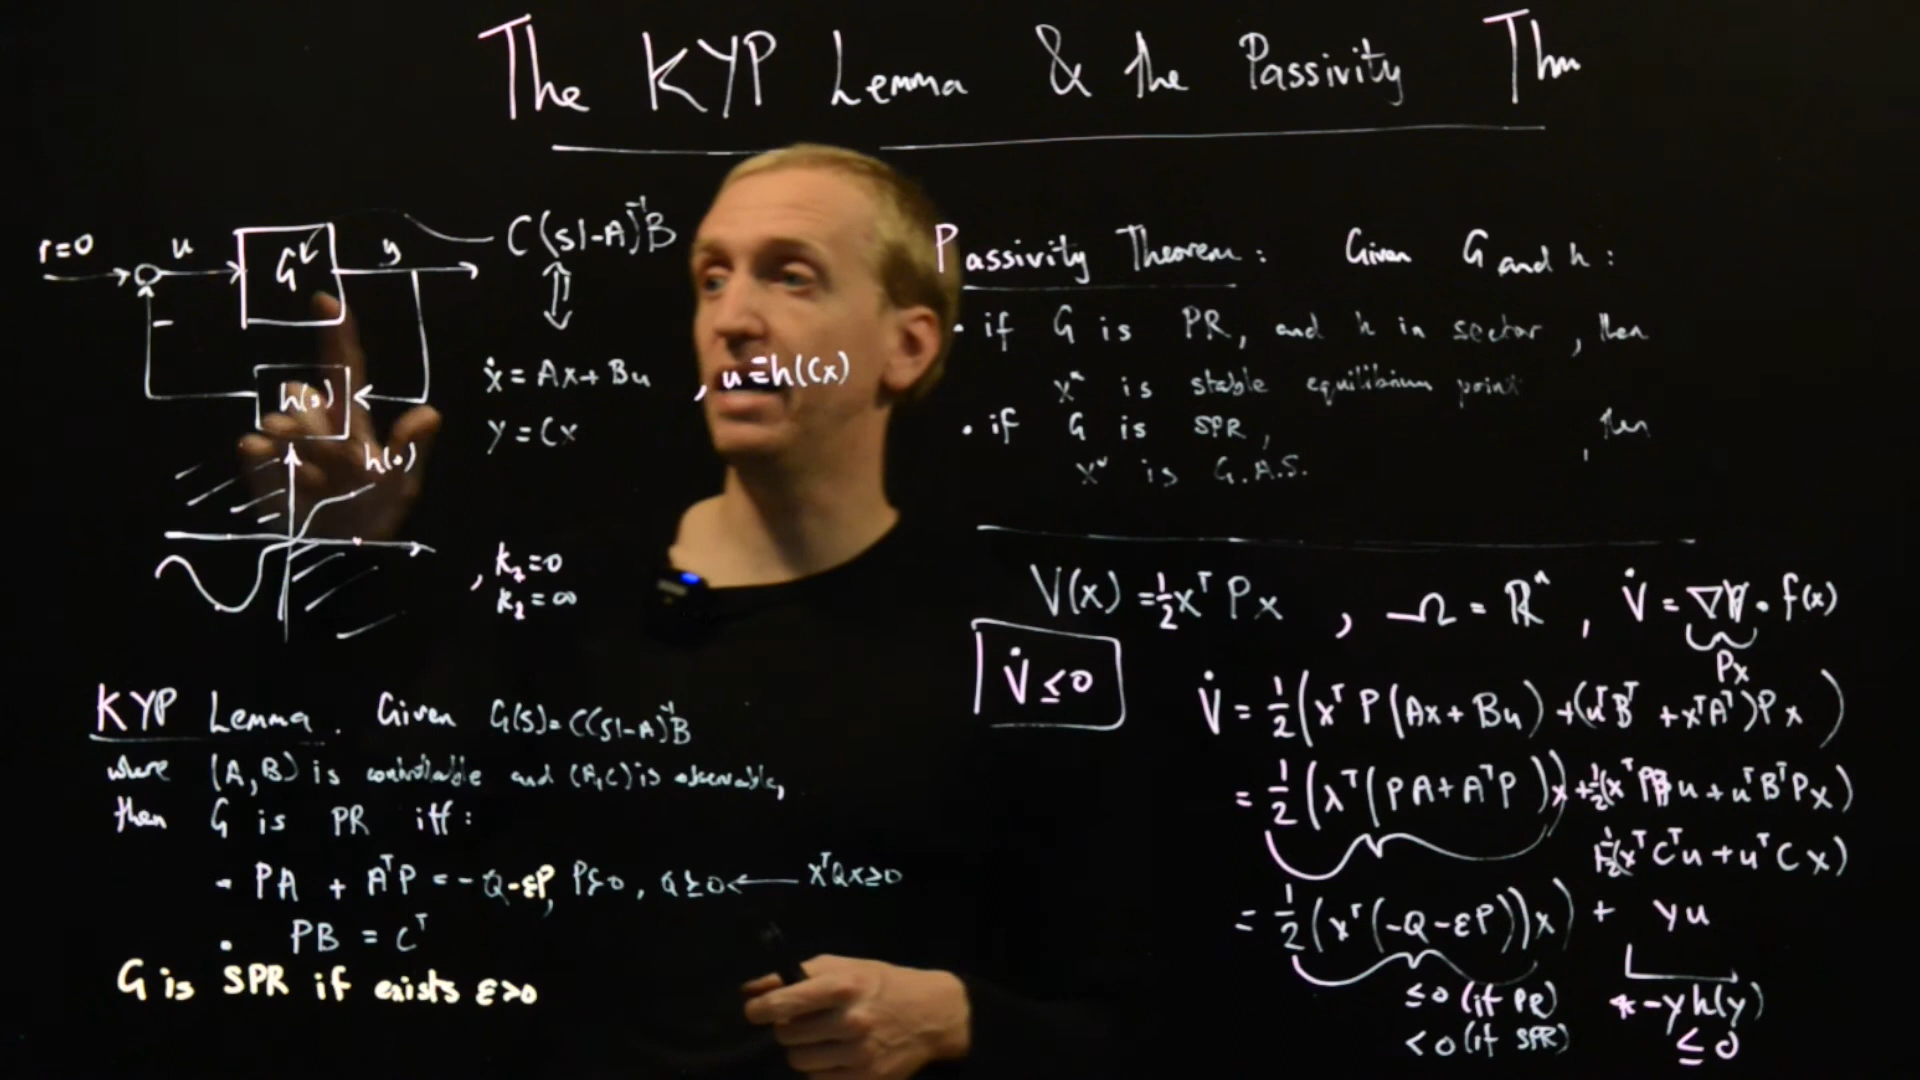 The KYP Lemma & the Passivity Thm
r=0 u G y C(sI-A)⁻¹B
-
h(·)
h(·)
ẋ = Ax + Bu , u = -h(Cx)
y = Cx
, k₁=0
k₂=∞
KYP Lemma. Given G(s)=C(sI-A)⁻¹B
where (A,B) is controllable and (A,C) is observable,
then G is PR iff:
- PA + AᵀP = -Q-εP, P≻0, Q≥0 ← xᵀQx≥0
• PB = Cᵀ
G is SPR if exists ε>0
Passivity Theorem: Given G and h:
• if G is PR, and h in sector, then
x* is stable equilibrium point
• if G is SPR, , then
x* is G.A.S.
V(x) = ½xᵀPx , Ω = ℝⁿ , V̇ = ∇V · f(x)
Px
V̇ ≤ 0
V̇ = ½(xᵀP(Ax+Bu) + (uᵀBᵀ + xᵀAᵀ)Px)
= ½(xᵀ(PA+AᵀP))x + ½(xᵀPBu + uᵀBᵀPx)
½(xᵀCᵀu + uᵀCx)
= ½(xᵀ(-Q-εP))x) + yu
≤0 (if PR)
<0 (if SPR)
-yh(y)
≤ 0